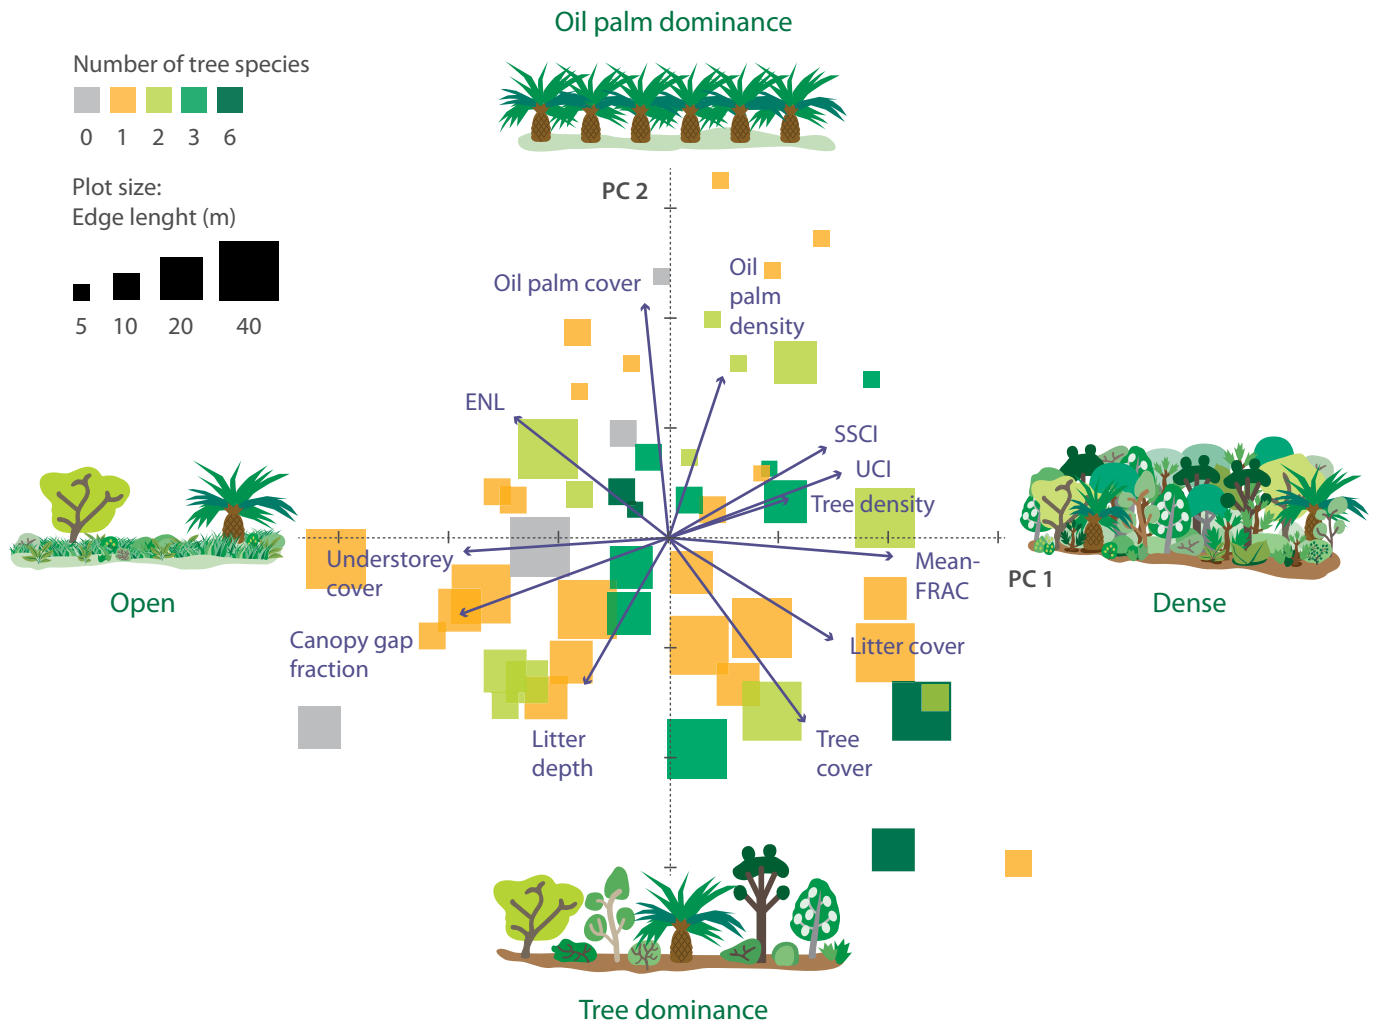 Oil palm dominance
Number of tree species
0 1 2 3 6
Plot size:
Edge lenght (m)
5 10 20 40
PC 2
Oil palm cover
Oil
palm
density
ENL
SSCI
UCI
Tree density
Understorey
cover
Mean-
FRAC
PC 1
Open
Dense
Canopy gap
fraction
Litter cover
Litter
depth
Tree
cover
Tree dominance